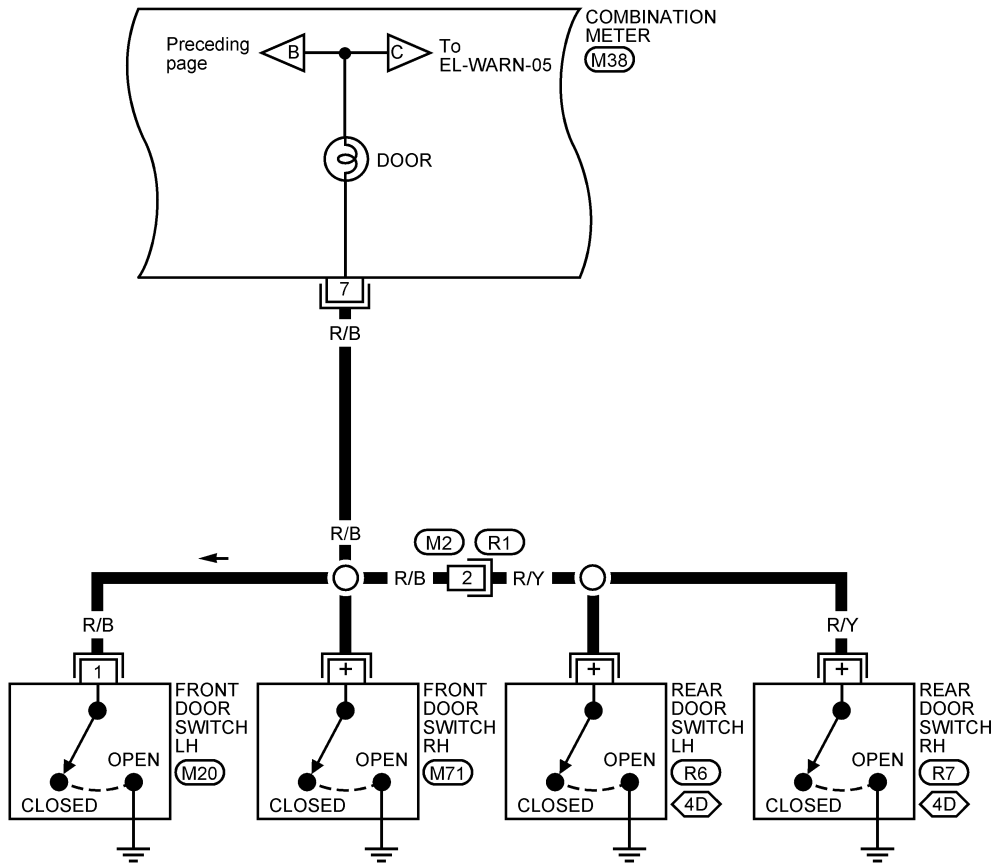 COMBINATION
METER
M38
Preceding
page
B
C
To
EL-WARN-05
DOOR
7
R/B
R/B
M2
R1
R/B
2
R/Y
R/B
R/Y
1
+
+
+
FRONT
DOOR
SWITCH
LH
M20
OPEN
CLOSED
FRONT
DOOR
SWITCH
RH
M71
OPEN
CLOSED
REAR
DOOR
SWITCH
LH
R6
4D
OPEN
CLOSED
REAR
DOOR
SWITCH
RH
R7
4D
OPEN
CLOSED